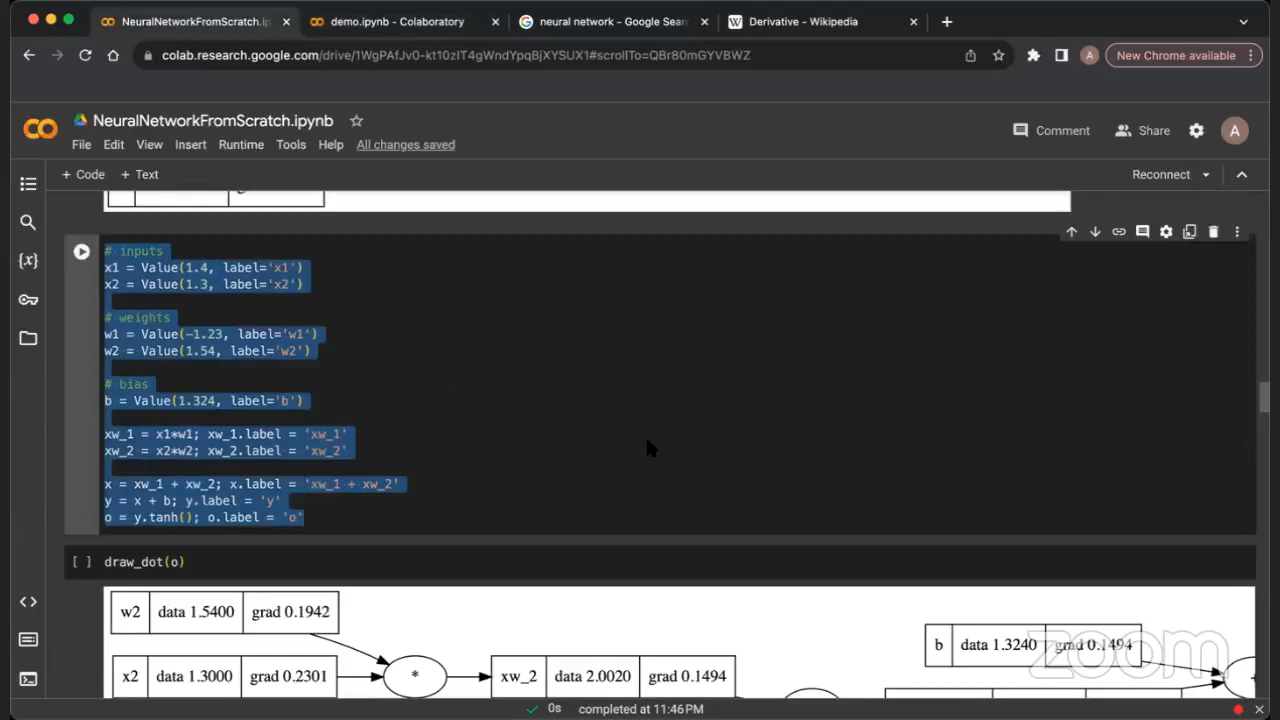 NeuralNetworkFromScratch.ip
demo.ipynb - Colaboratory
neural network - Google Sear
Derivative - Wikipedia
colab.research.google.com/drive/1WgPAfJv0-kt10zIT4gWndYpqBjXYSUX1#scrollTo=QBr80mGYVBWZ
A
New Chrome available
NeuralNetworkFromScratch.ipynb
Comment
Share
A
File Edit View Insert Runtime Tools Help All changes saved
+ Code + Text
Reconnect
# inputs
x1 = Value(1.4, label='x1')
x2 = Value(1.3, label='x2')
# weights
w1 = Value(-1.23, label='w1')
w2 = Value(1.54, label='w2')
# bias
b = Value(1.324, label='b')
xw_1 = x1*w1; xw_1.label = 'xw_1'
xw_2 = x2*w2; xw_2.label = 'xw_2'
x = xw_1 + xw_2; x.label = 'xw_1 + xw_2'
y = x + b; y.label = 'y'
o = y.tanh(); o.label = 'o'
[ ] draw_dot(o)
w2 data 1.5400 grad 0.1942
b data 1.3240 grad 0.1494
x2 data 1.3000 grad 0.2301
*
xw_2 data 2.0020 grad 0.1494
zoom
0s completed at 11:46PM